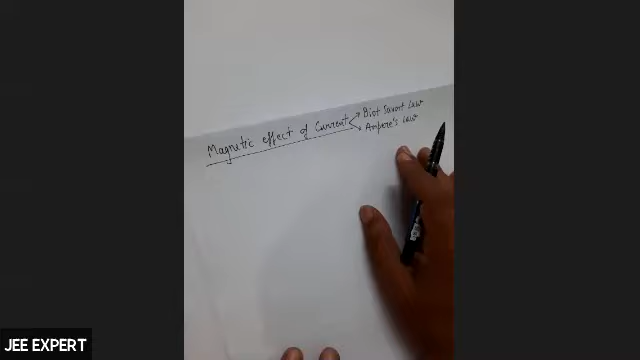 Magnetic effect of Current → Biot Savart Law
→ Ampere's Law
JEE EXPERT